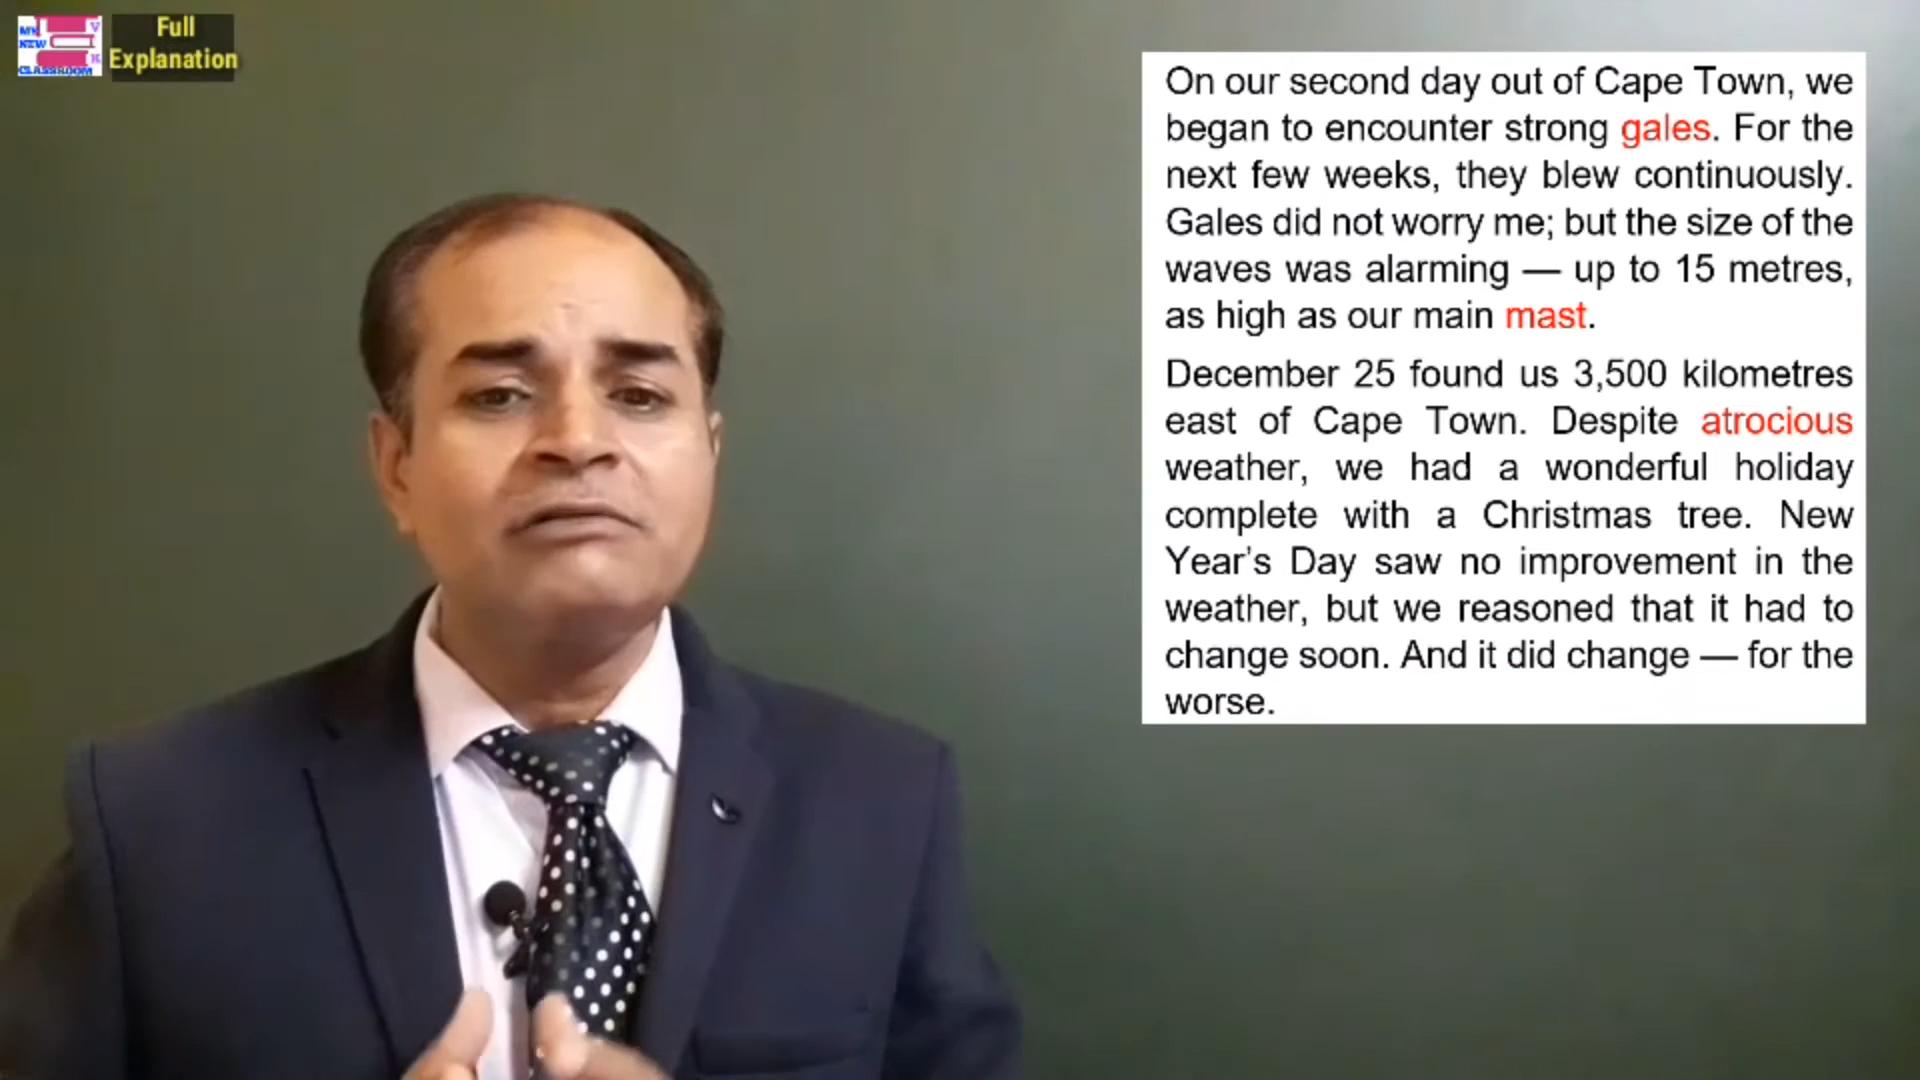 MY
NEW
CLASSROOM
V
K
Full
Explanation
On our second day out of Cape Town, we
began to encounter strong gales. For the
next few weeks, they blew continuously.
Gales did not worry me; but the size of the
waves was alarming — up to 15 metres,
as high as our main mast.
December 25 found us 3,500 kilometres
east of Cape Town. Despite atrocious
weather, we had a wonderful holiday
complete with a Christmas tree. New
Year’s Day saw no improvement in the
weather, but we reasoned that it had to
change soon. And it did change — for the
worse.